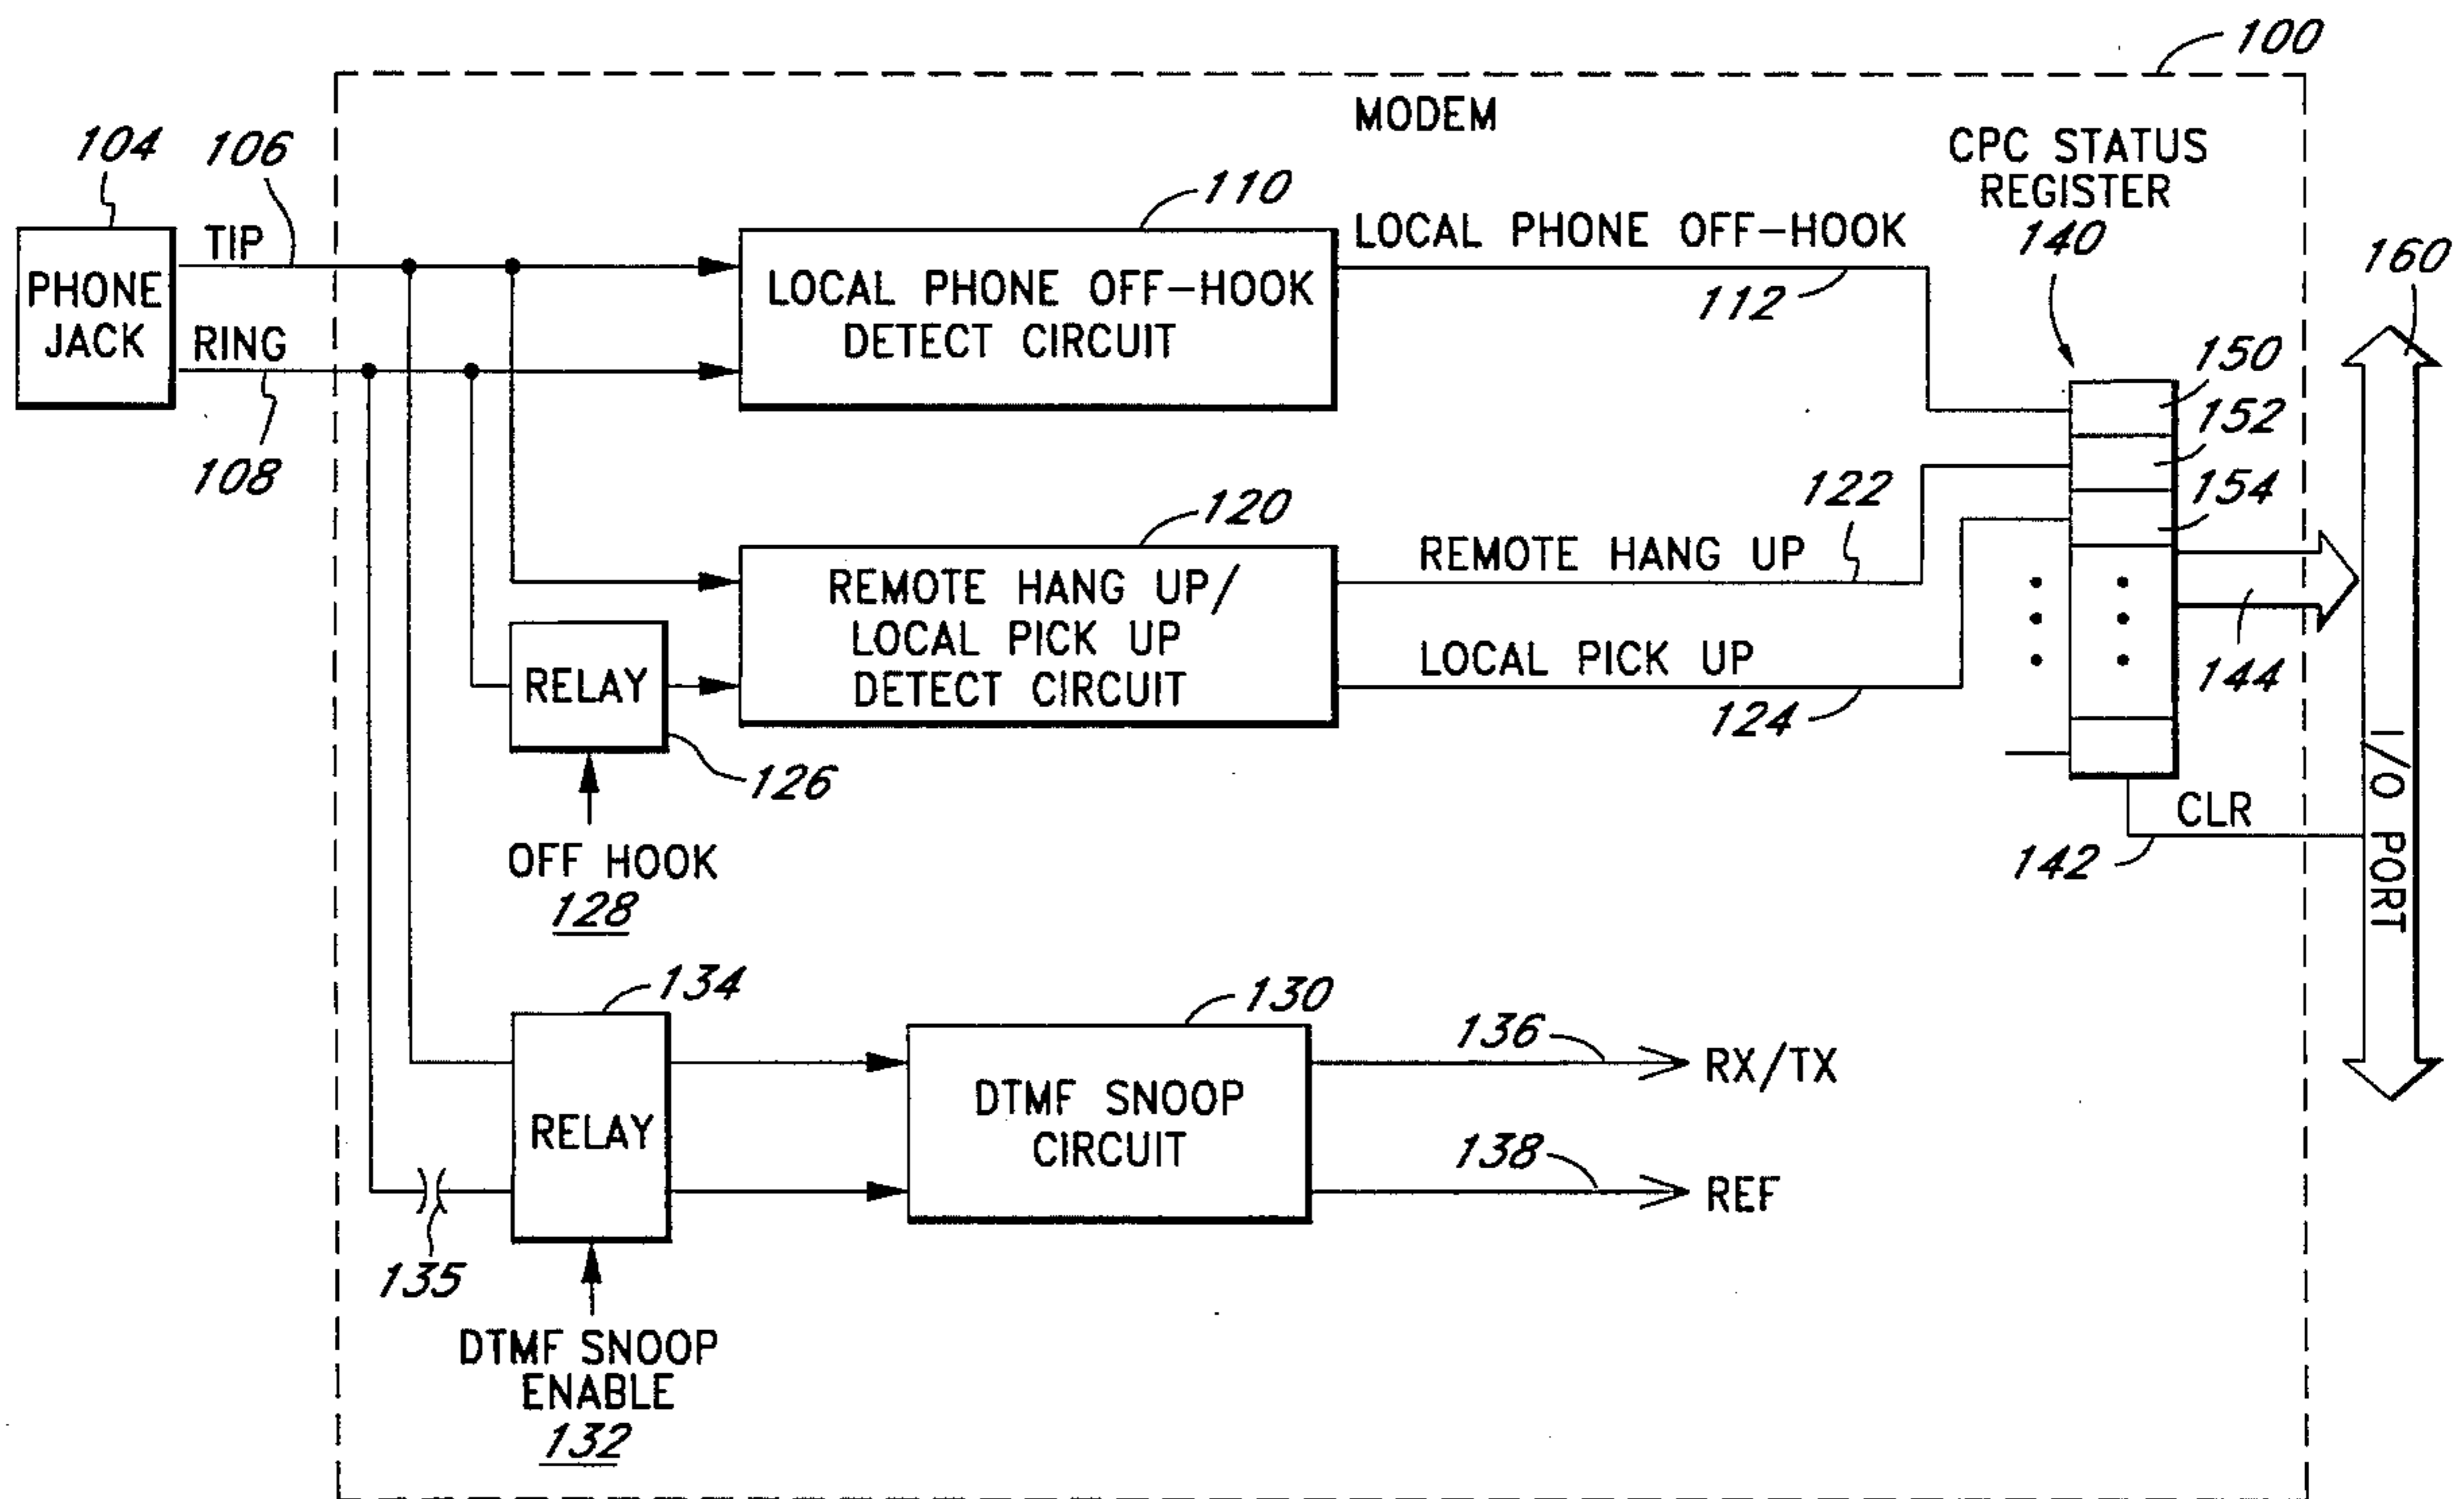 100
MODEM
104
106
CPC STATUS
REGISTER
140
110
TIP
LOCAL PHONE OFF-HOOK
160
PHONE
JACK
LOCAL PHONE OFF-HOOK
DETECT CIRCUIT
112
RING
150
152
108
154
120
122
REMOTE HANG UP
REMOTE HANG UP/
LOCAL PICK UP
DETECT CIRCUIT
RELAY
LOCAL PICK UP
144
124
126
I/O PORT
CLR
OFF HOOK
128
142
134
130
136
RX/TX
DTMF SNOOP
CIRCUIT
RELAY
138
REF
135
DTMF SNOOP
ENABLE
132